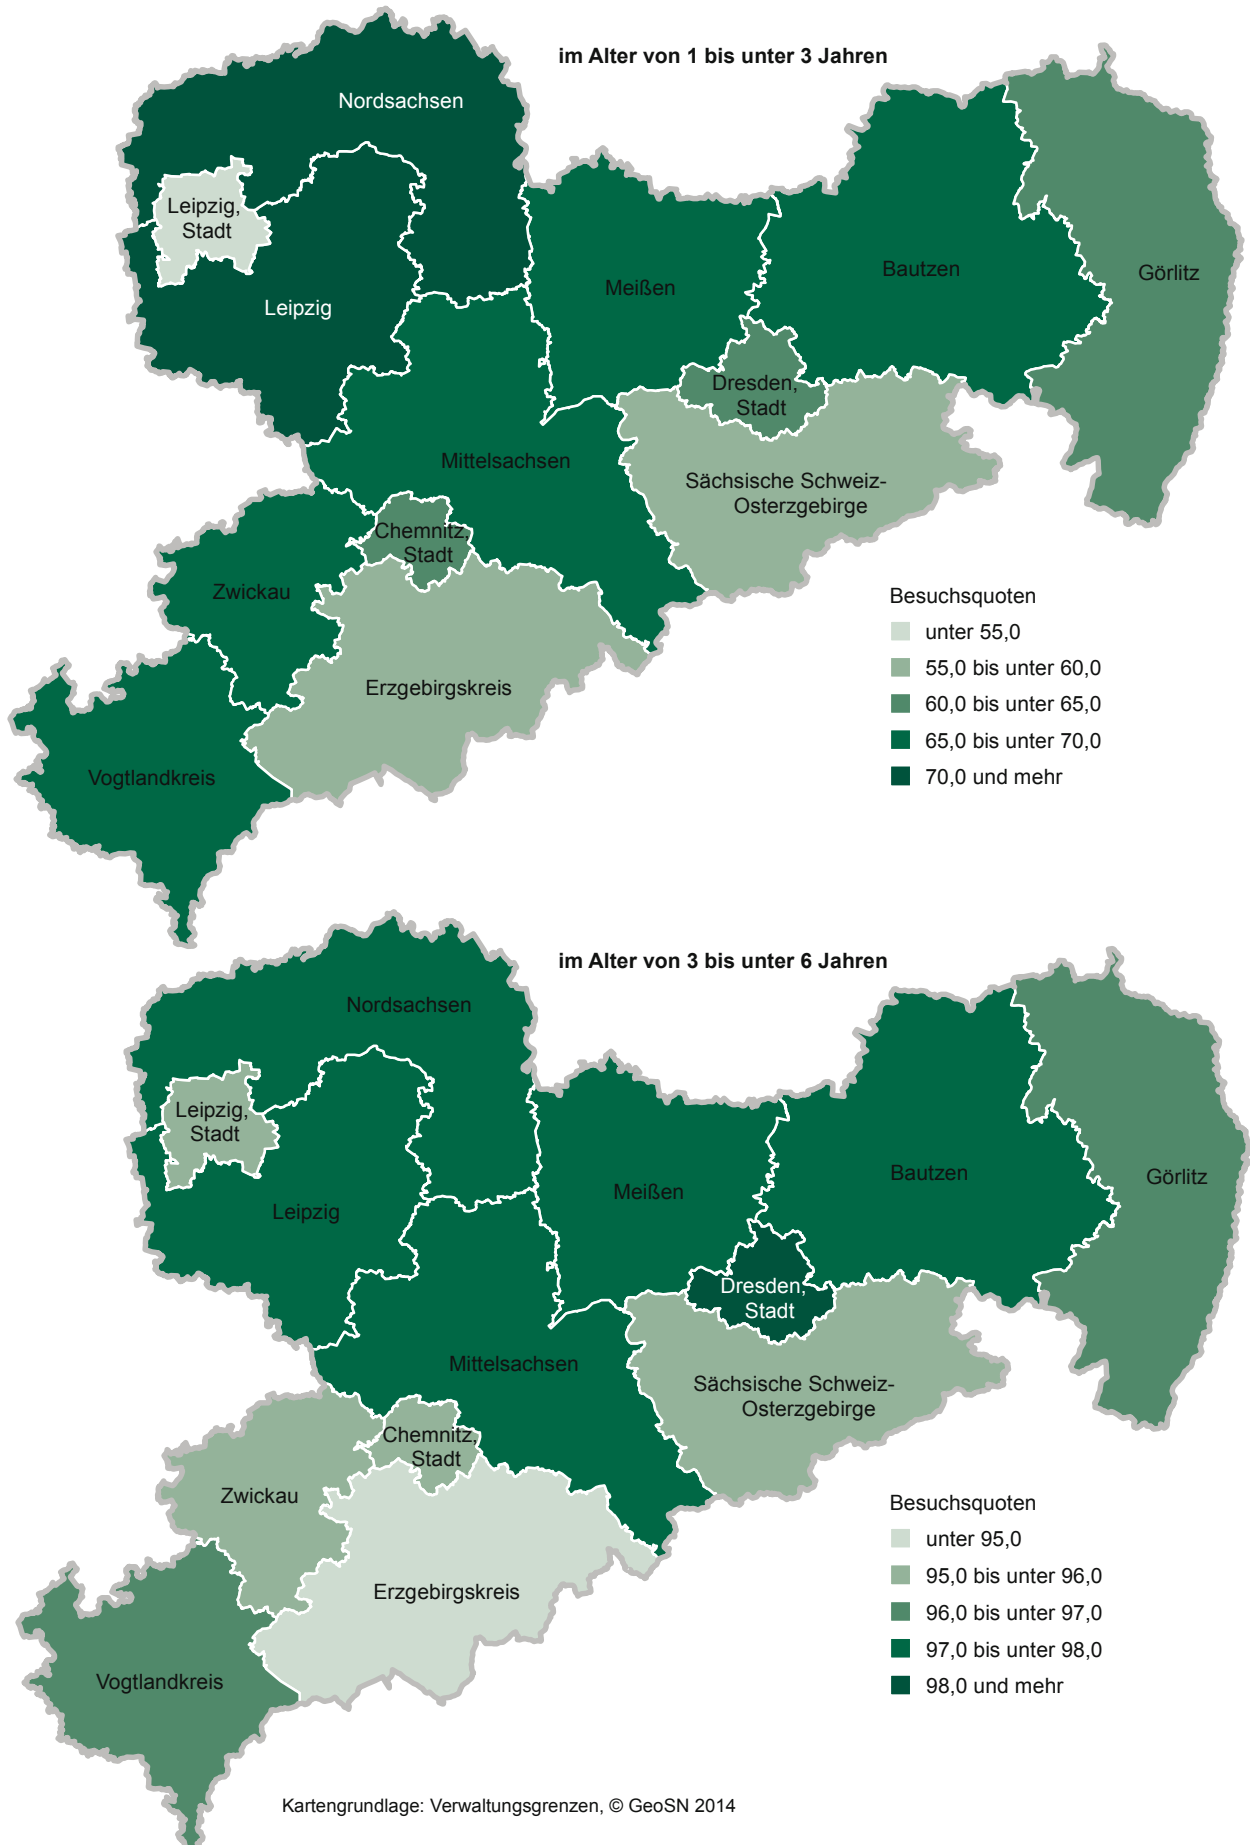 im Alter von 1 bis unter 3 Jahren
Nordsachsen
Leipzig,
Stadt
Leipzig
Meißen
Bautzen
Görlitz
Dresden,
Stadt
Mittelsachsen
Sächsische Schweiz-
Osterzgebirge
Chemnitz,
Stadt
Zwickau
Erzgebirgskreis
Vogtlandkreis
Besuchsquoten
unter 55,0
55,0 bis unter 60,0
60,0 bis unter 65,0
65,0 bis unter 70,0
70,0 und mehr
im Alter von 3 bis unter 6 Jahren
Nordsachsen
Leipzig,
Stadt
Leipzig
Meißen
Bautzen
Görlitz
Dresden,
Stadt
Mittelsachsen
Sächsische Schweiz-
Osterzgebirge
Chemnitz,
Stadt
Zwickau
Erzgebirgskreis
Vogtlandkreis
Besuchsquoten
unter 95,0
95,0 bis unter 96,0
96,0 bis unter 97,0
97,0 bis unter 98,0
98,0 und mehr
Kartengrundlage: Verwaltungsgrenzen, © GeoSN 2014